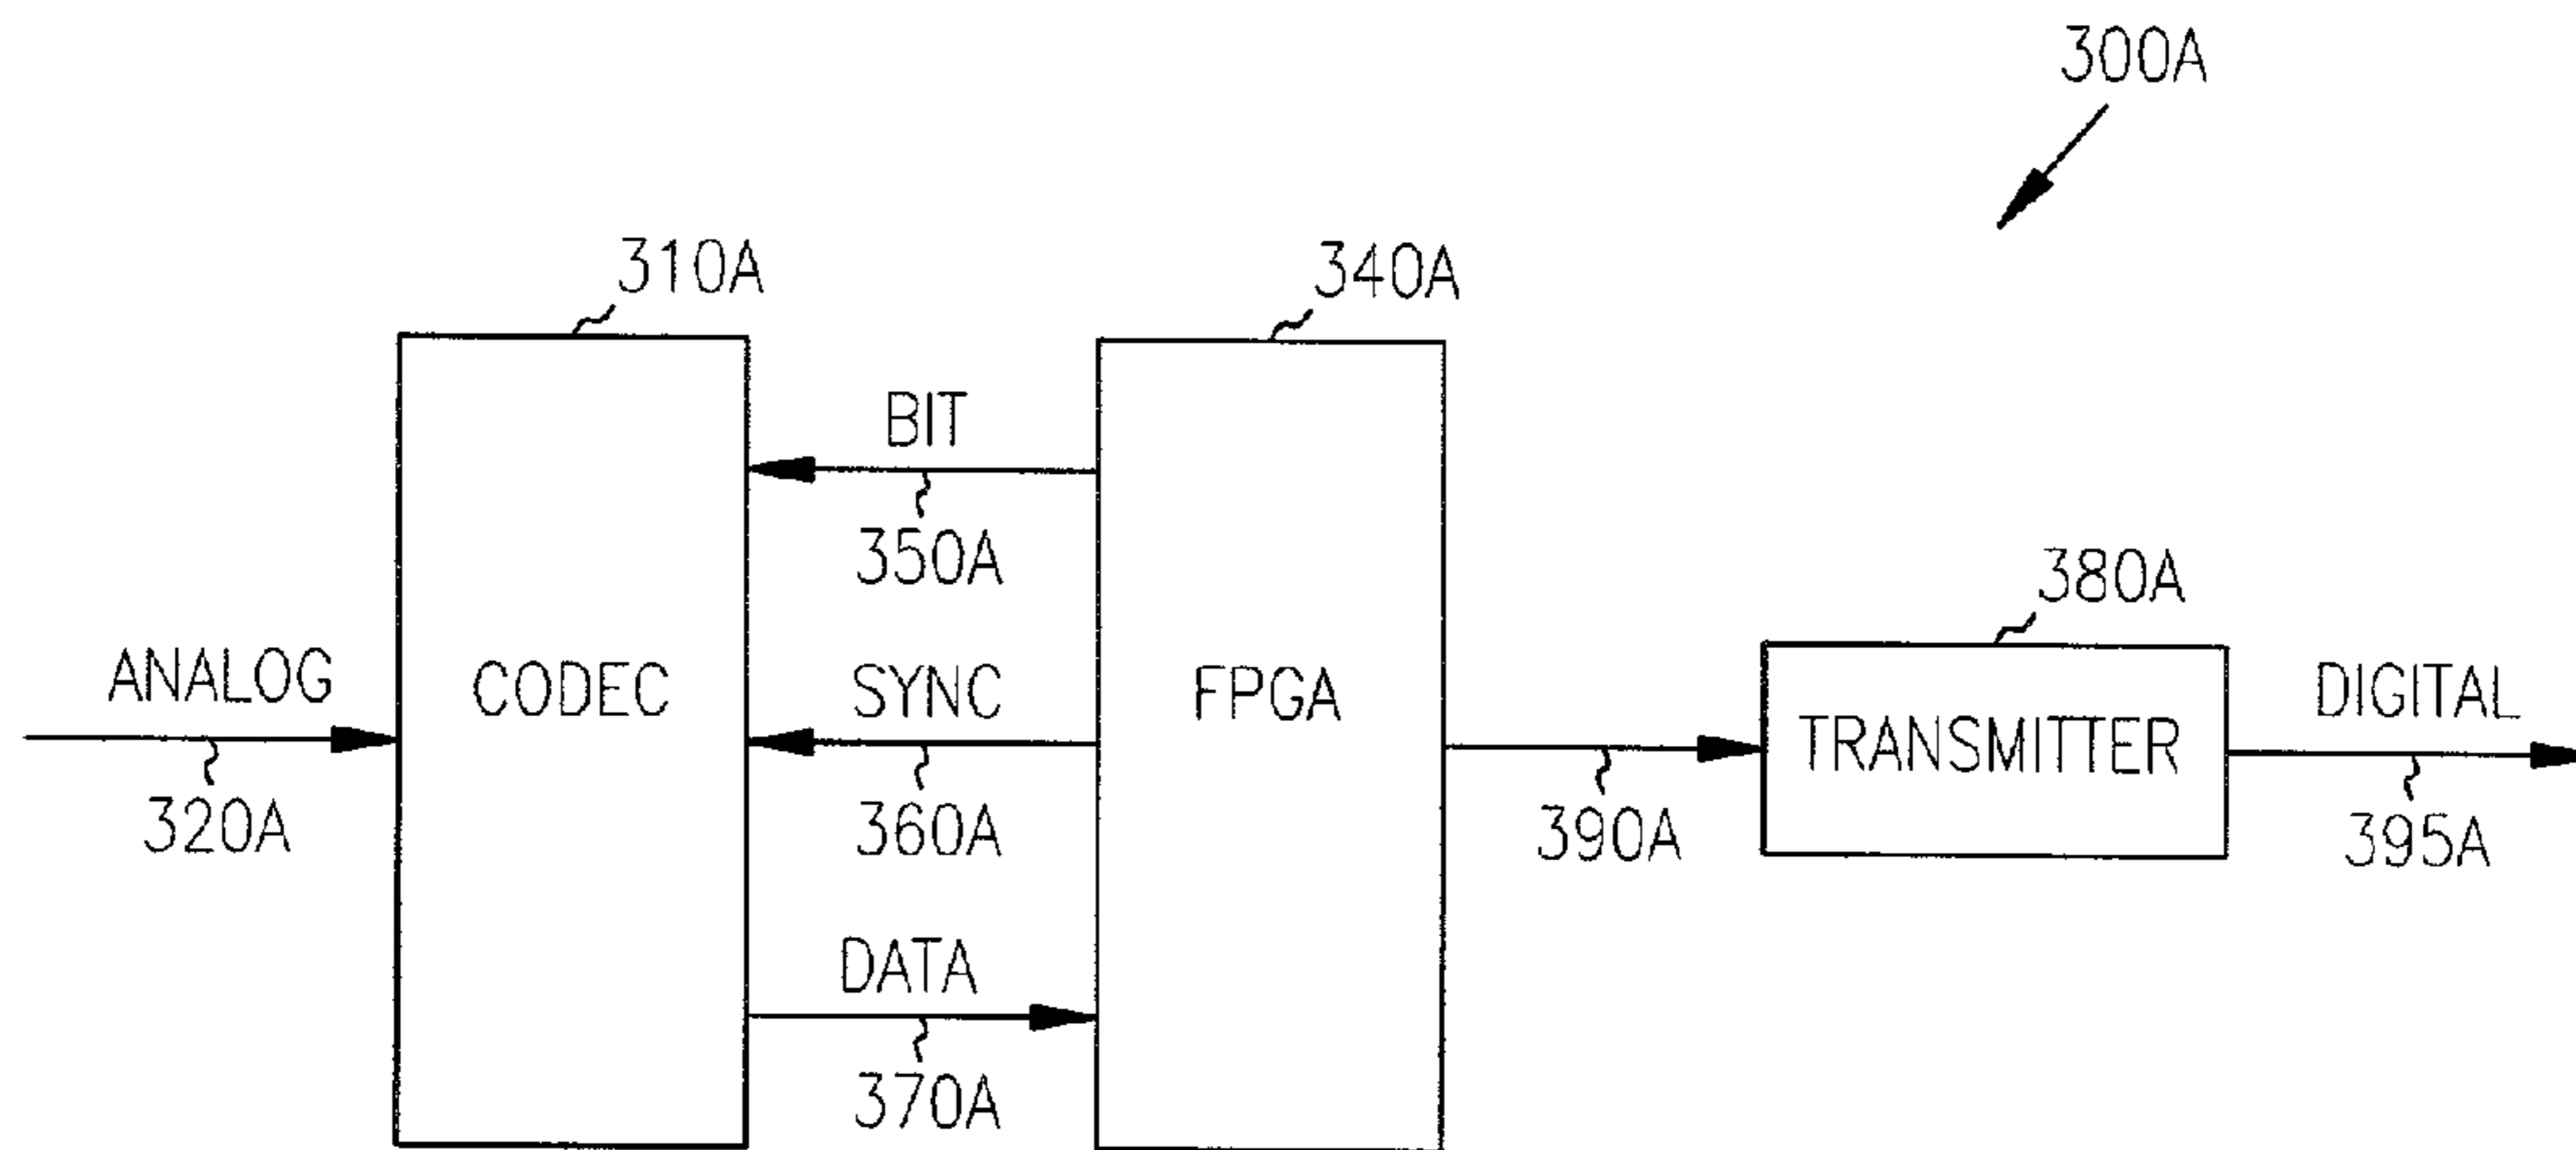 300A
310A
340A
BIT
350A
380A
ANALOG
CODEC
SYNC
FPGA
DIGITAL
TRANSMITTER
320A
360A
390A
395A
DATA
370A